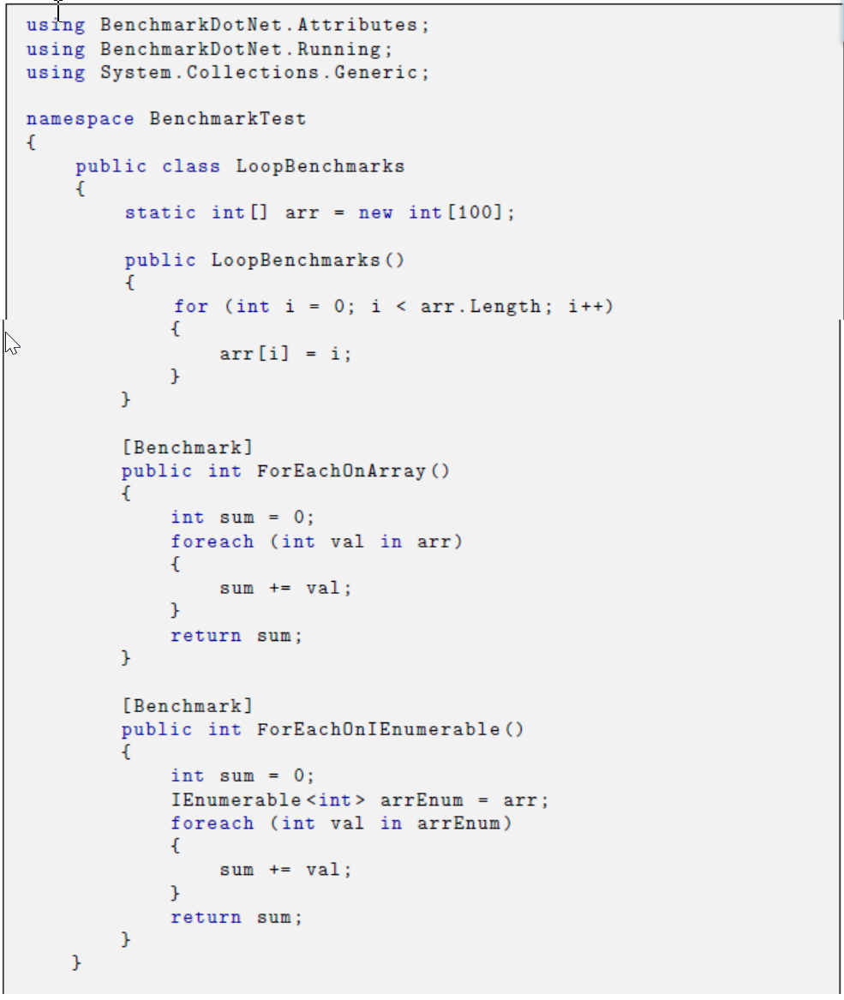 using BenchmarkDotNet.Attributes;
using BenchmarkDotNet.Running;
using System.Collections.Generic;

namespace BenchmarkTest
{
    public class LoopBenchmarks
    {
        static int[] arr = new int[100];

        public LoopBenchmarks()
        {
            for (int i = 0; i < arr.Length; i++)
            {
                arr[i] = i;
            }
        }

        [Benchmark]
        public int ForEachOnArray()
        {
            int sum = 0;
            foreach (int val in arr)
            {
                sum += val;
            }
            return sum;
        }

        [Benchmark]
        public int ForEachOnIEnumerable()
        {
            int sum = 0;
            IEnumerable<int> arrEnum = arr;
            foreach (int val in arrEnum)
            {
                sum += val;
            }
            return sum;
        }
    }